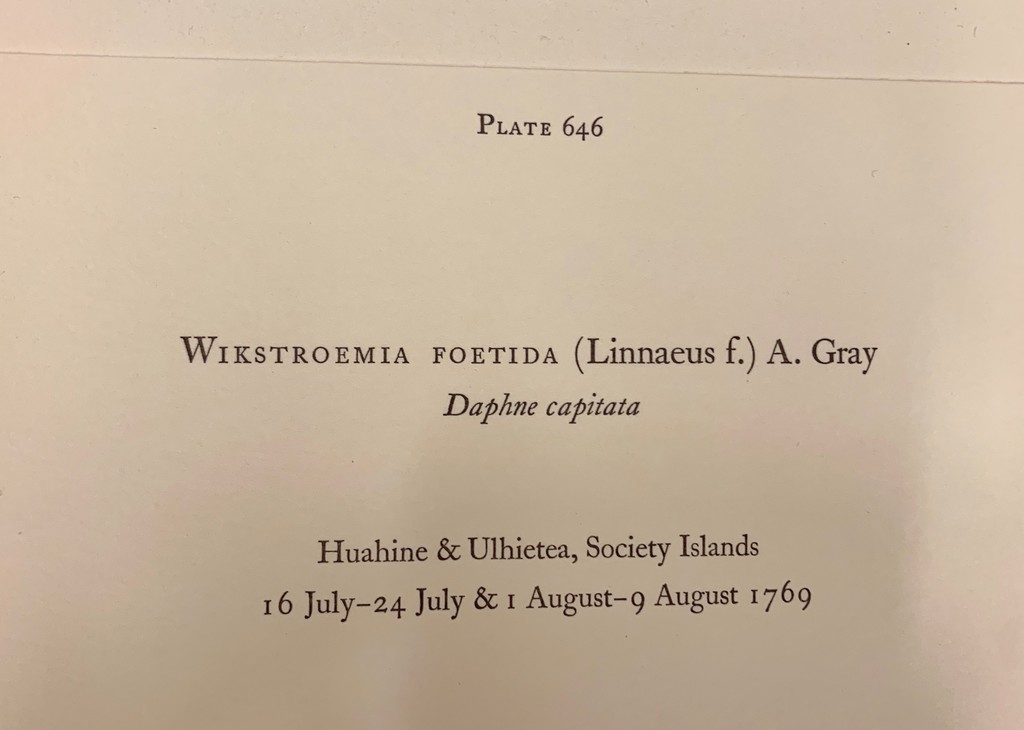 Plate 646
Wikstroemia foetida (Linnaeus f.) A. Gray
Daphne capitata
Huahine & Ulhietea, Society Islands
16 July–24 July & 1 August–9 August 1769